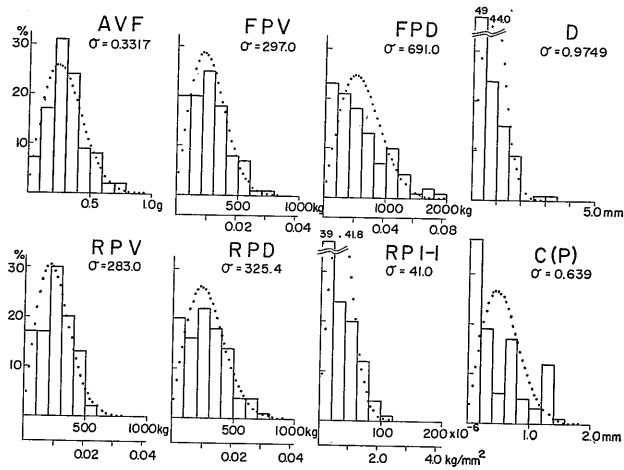 AVF
σ=0.3317
%
30
20
10
0.5
1.0g
FPV
σ=297.0
500
1000kg
0.02
0.04
FPD
σ=691.0
1000
2000kg
0.04
0.08
49
44.0
D
σ=0.9749
5.0mm
RPV
σ=283.0
%
30
20
10
500
1000kg
0.02
0.04
RPD
σ=325.4
500
1000kg
0.02
0.04
39
41.8
RP1-1
σ=41.0
100
200 x10⁻⁶
2.0
4.0 kg/mm²
C(P)
σ=0.639
1.0
2.0mm